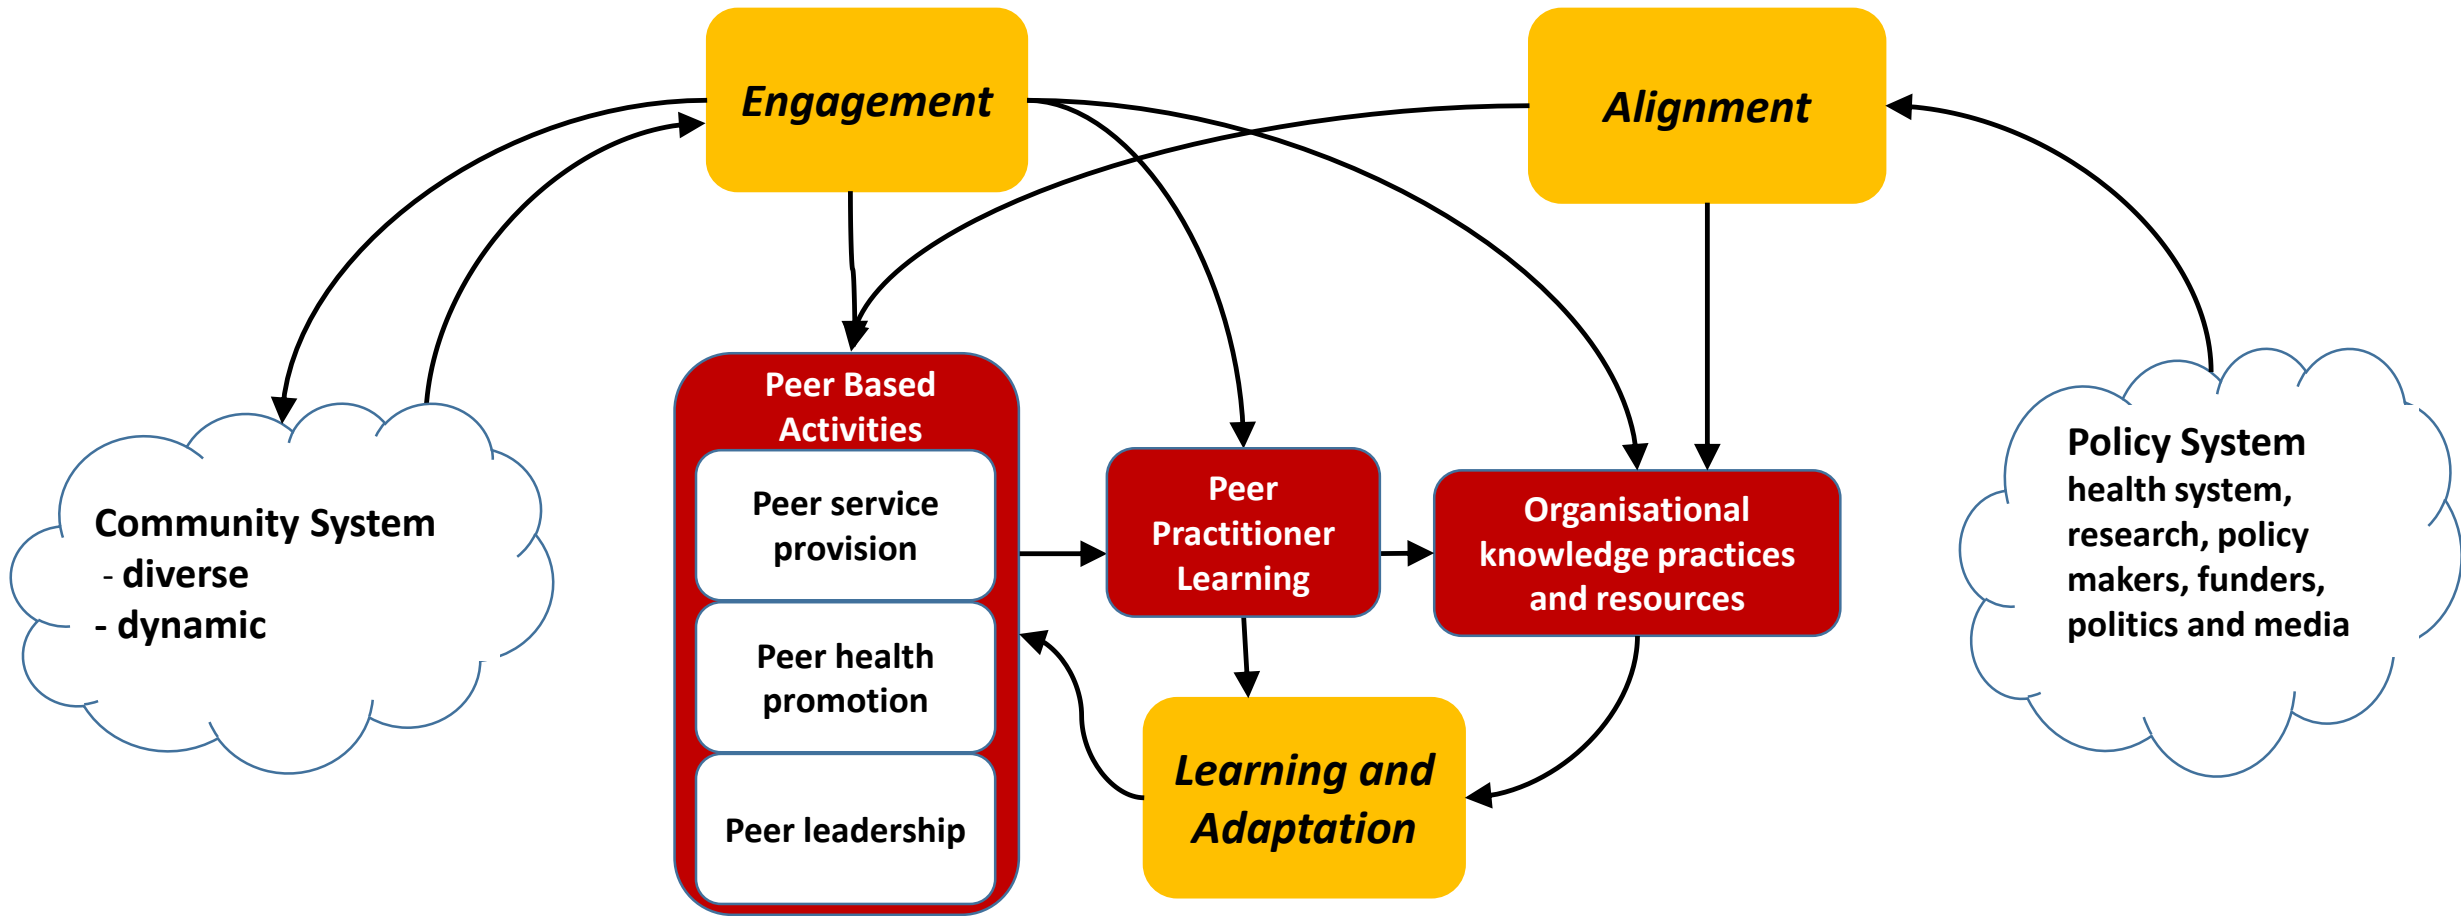 Engagement
Alignment
Community System
- diverse
- dynamic
Peer Based
Activities
Peer service
provision
Peer health
promotion
Peer leadership
Peer
Practitioner
Learning
Organisational
knowledge practices
and resources
Learning and
Adaptation
Policy System
health system,
research, policy
makers, funders,
politics and media